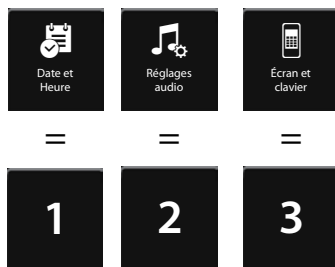 Date et
Heure
Réglages
audio
Écran et
clavier
= = =
1 2 3